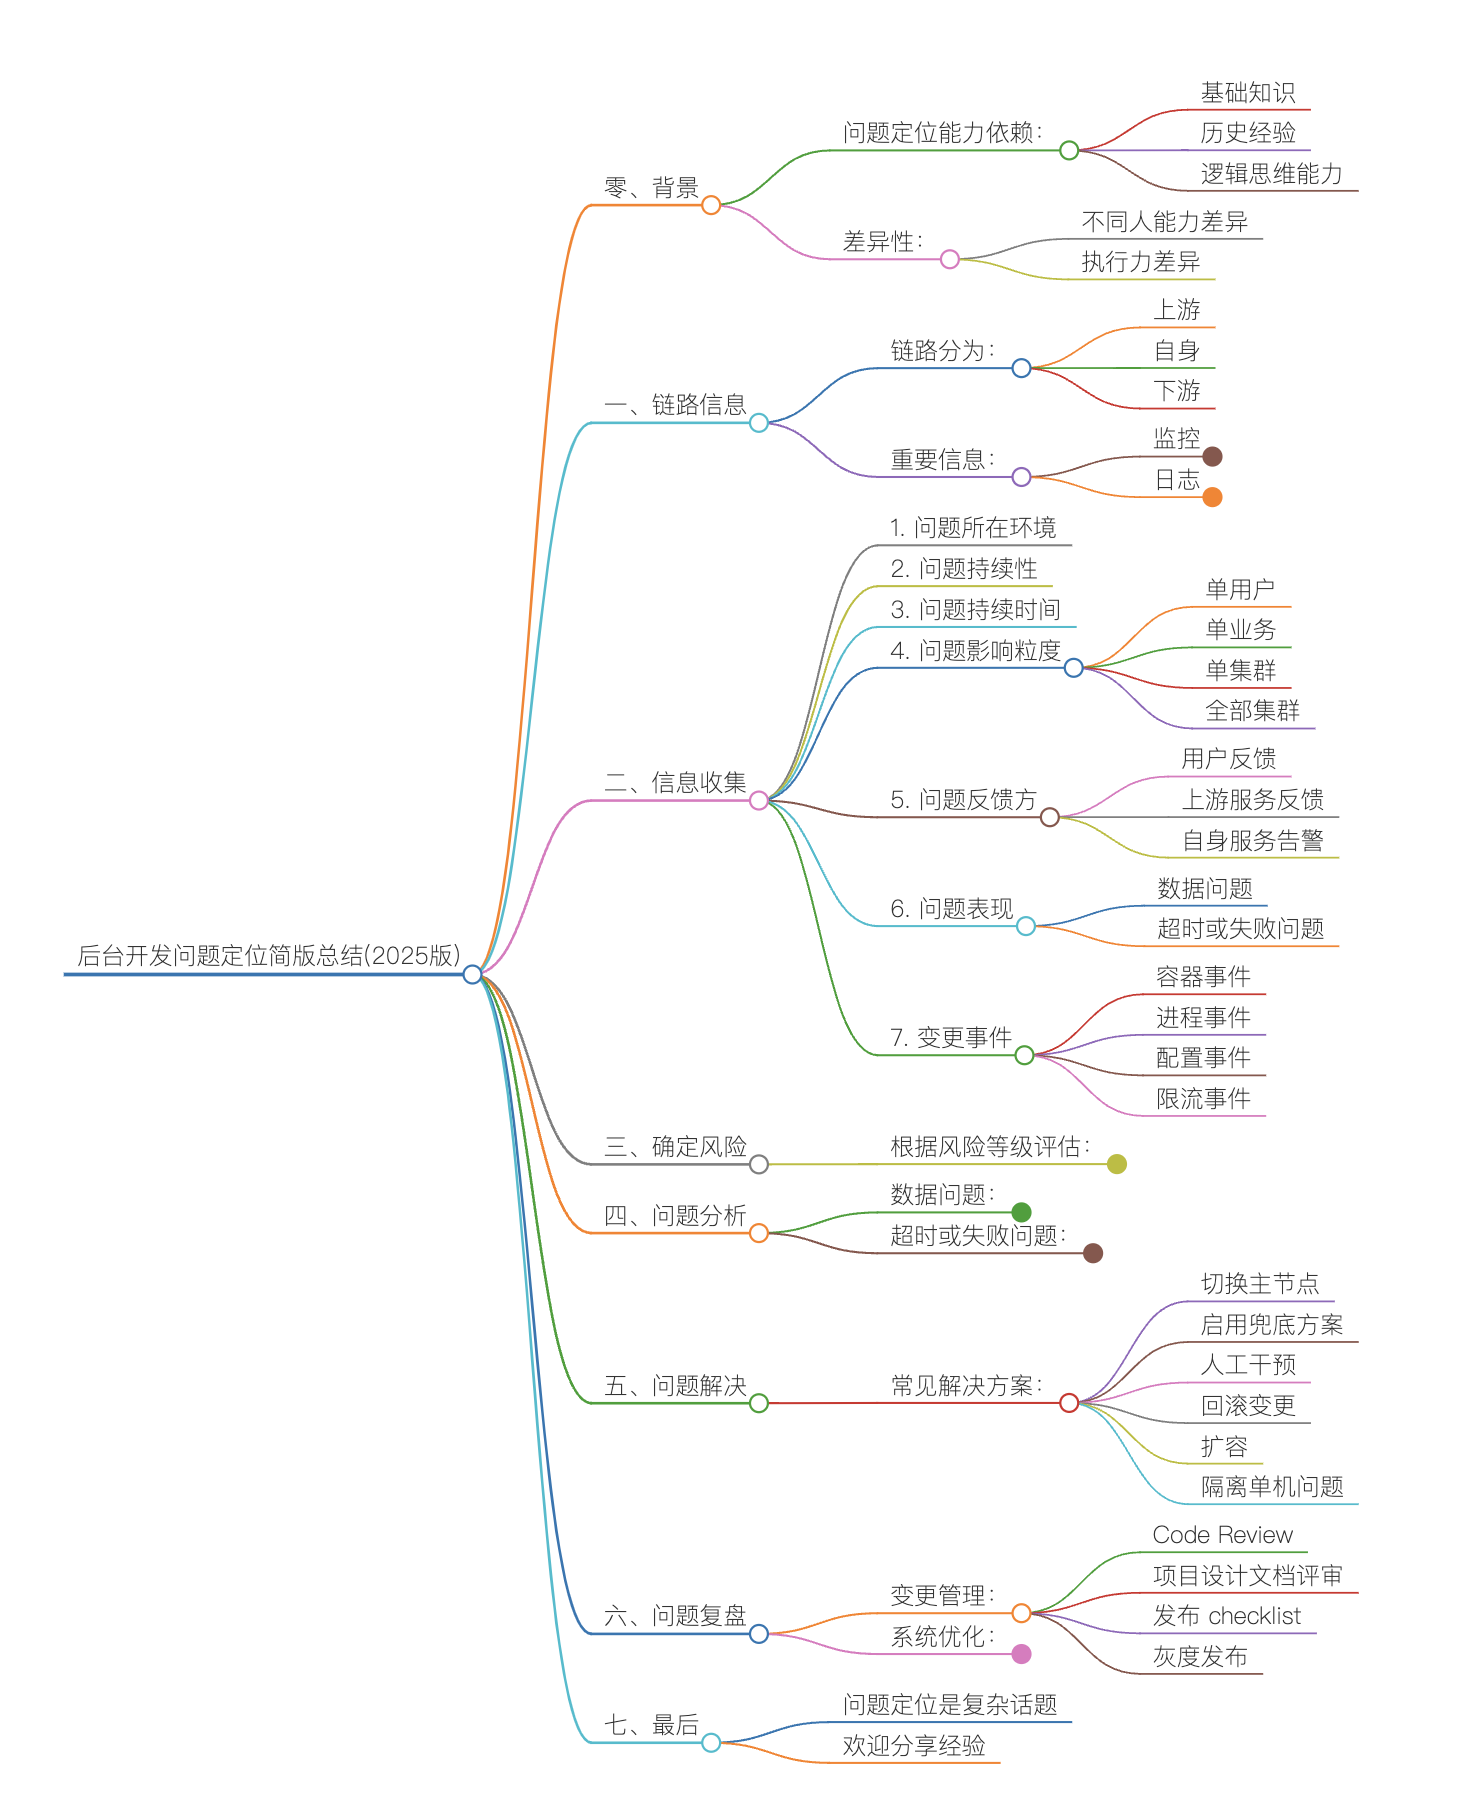 后台开发问题定位简版总结(2025版)
零、背景
问题定位能力依赖：
基础知识
历史经验
逻辑思维能力
差异性：
不同人能力差异
执行力差异
一、链路信息
链路分为：
上游
自身
下游
重要信息：
监控
日志
二、信息收集
1. 问题所在环境
2. 问题持续性
3. 问题持续时间
4. 问题影响粒度
单用户
单业务
单集群
全部集群
5. 问题反馈方
用户反馈
上游服务反馈
自身服务告警
6. 问题表现
数据问题
超时或失败问题
7. 变更事件
容器事件
进程事件
配置事件
限流事件
三、确定风险
根据风险等级评估：
四、问题分析
数据问题：
超时或失败问题：
五、问题解决
常见解决方案：
切换主节点
启用兜底方案
人工干预
回滚变更
扩容
隔离单机问题
六、问题复盘
变更管理：
Code Review
项目设计文档评审
发布 checklist
灰度发布
系统优化：
七、最后
问题定位是复杂话题
欢迎分享经验